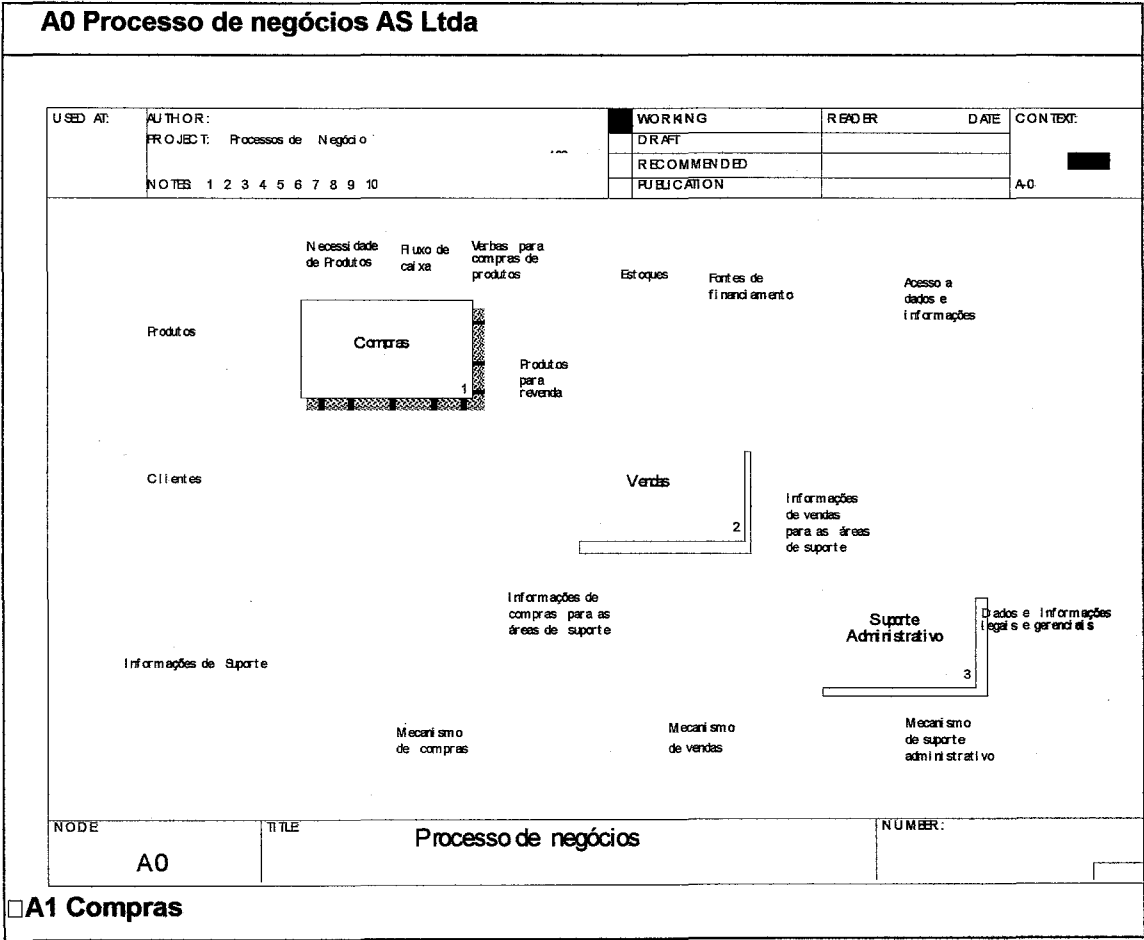 A0 Processo de negócios AS Ltda
USED AT:
AUTHOR:
PROJECT: Processos de Negócio
NOTES: 1 2 3 4 5 6 7 8 9 10
WORKING
DRAFT
RECOMMENDED
PUBLICATION
READER DATE
CONTEXT:
A-0
Necessidade
de Produtos
Fluxo de
caixa
Verbas para
compras de
produtos
Estoques
Fontes de
financiamento
Acesso a
dados e
informações
Produtos
Compras
1
Produtos
para
revenda
Clientes
Vendas
2
Informações
de vendas
para as áreas
de suporte
Informações de
compras para as
áreas de suporte
Suporte
Administrativo
3
Dados e Informações
legais e gerenciais
Informações de Suporte
Mecanismo
de compras
Mecanismo
de vendas
Mecanismo
de suporte
administrativo
NODE:
A0
TITLE:
Processo de negócios
NUMBER:
A1 Compras